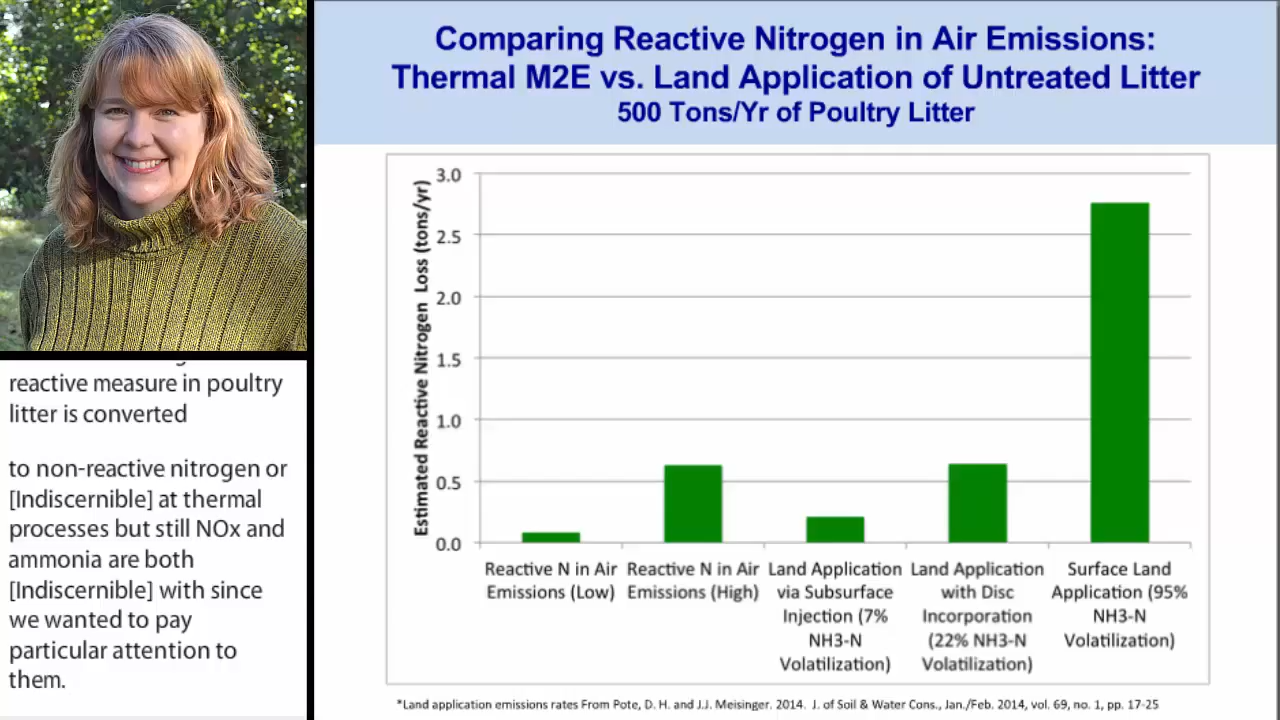 Comparing Reactive Nitrogen in Air Emissions:
Thermal M2E vs. Land Application of Untreated Litter
500 Tons/Yr of Poultry Litter
reactive measure in poultry
litter is converted
to non-reactive nitrogen or
[Indiscernible] at thermal
processes but still NOx and
ammonia are both
[Indiscernible] with since
we wanted to pay
particular attention to
them.
Estimated Reactive Nitrogen Loss (tons/yr)
3.0
2.5
2.0
1.5
1.0
0.5
0.0
Reactive N in Air
Emissions (Low)
Reactive N in Air
Emissions (High)
Land Application
via Subsurface
Injection (7%
NH3-N
Volatilization)
Land Application
with Disc
Incorporation
(22% NH3-N
Volatilization)
Surface Land
Application (95%
NH3-N
Volatilization)
*Land application emissions rates From Pote, D. H. and J.J. Meisinger. 2014. J. of Soil & Water Cons., Jan./Feb. 2014, vol. 69, no. 1, pp. 17-25